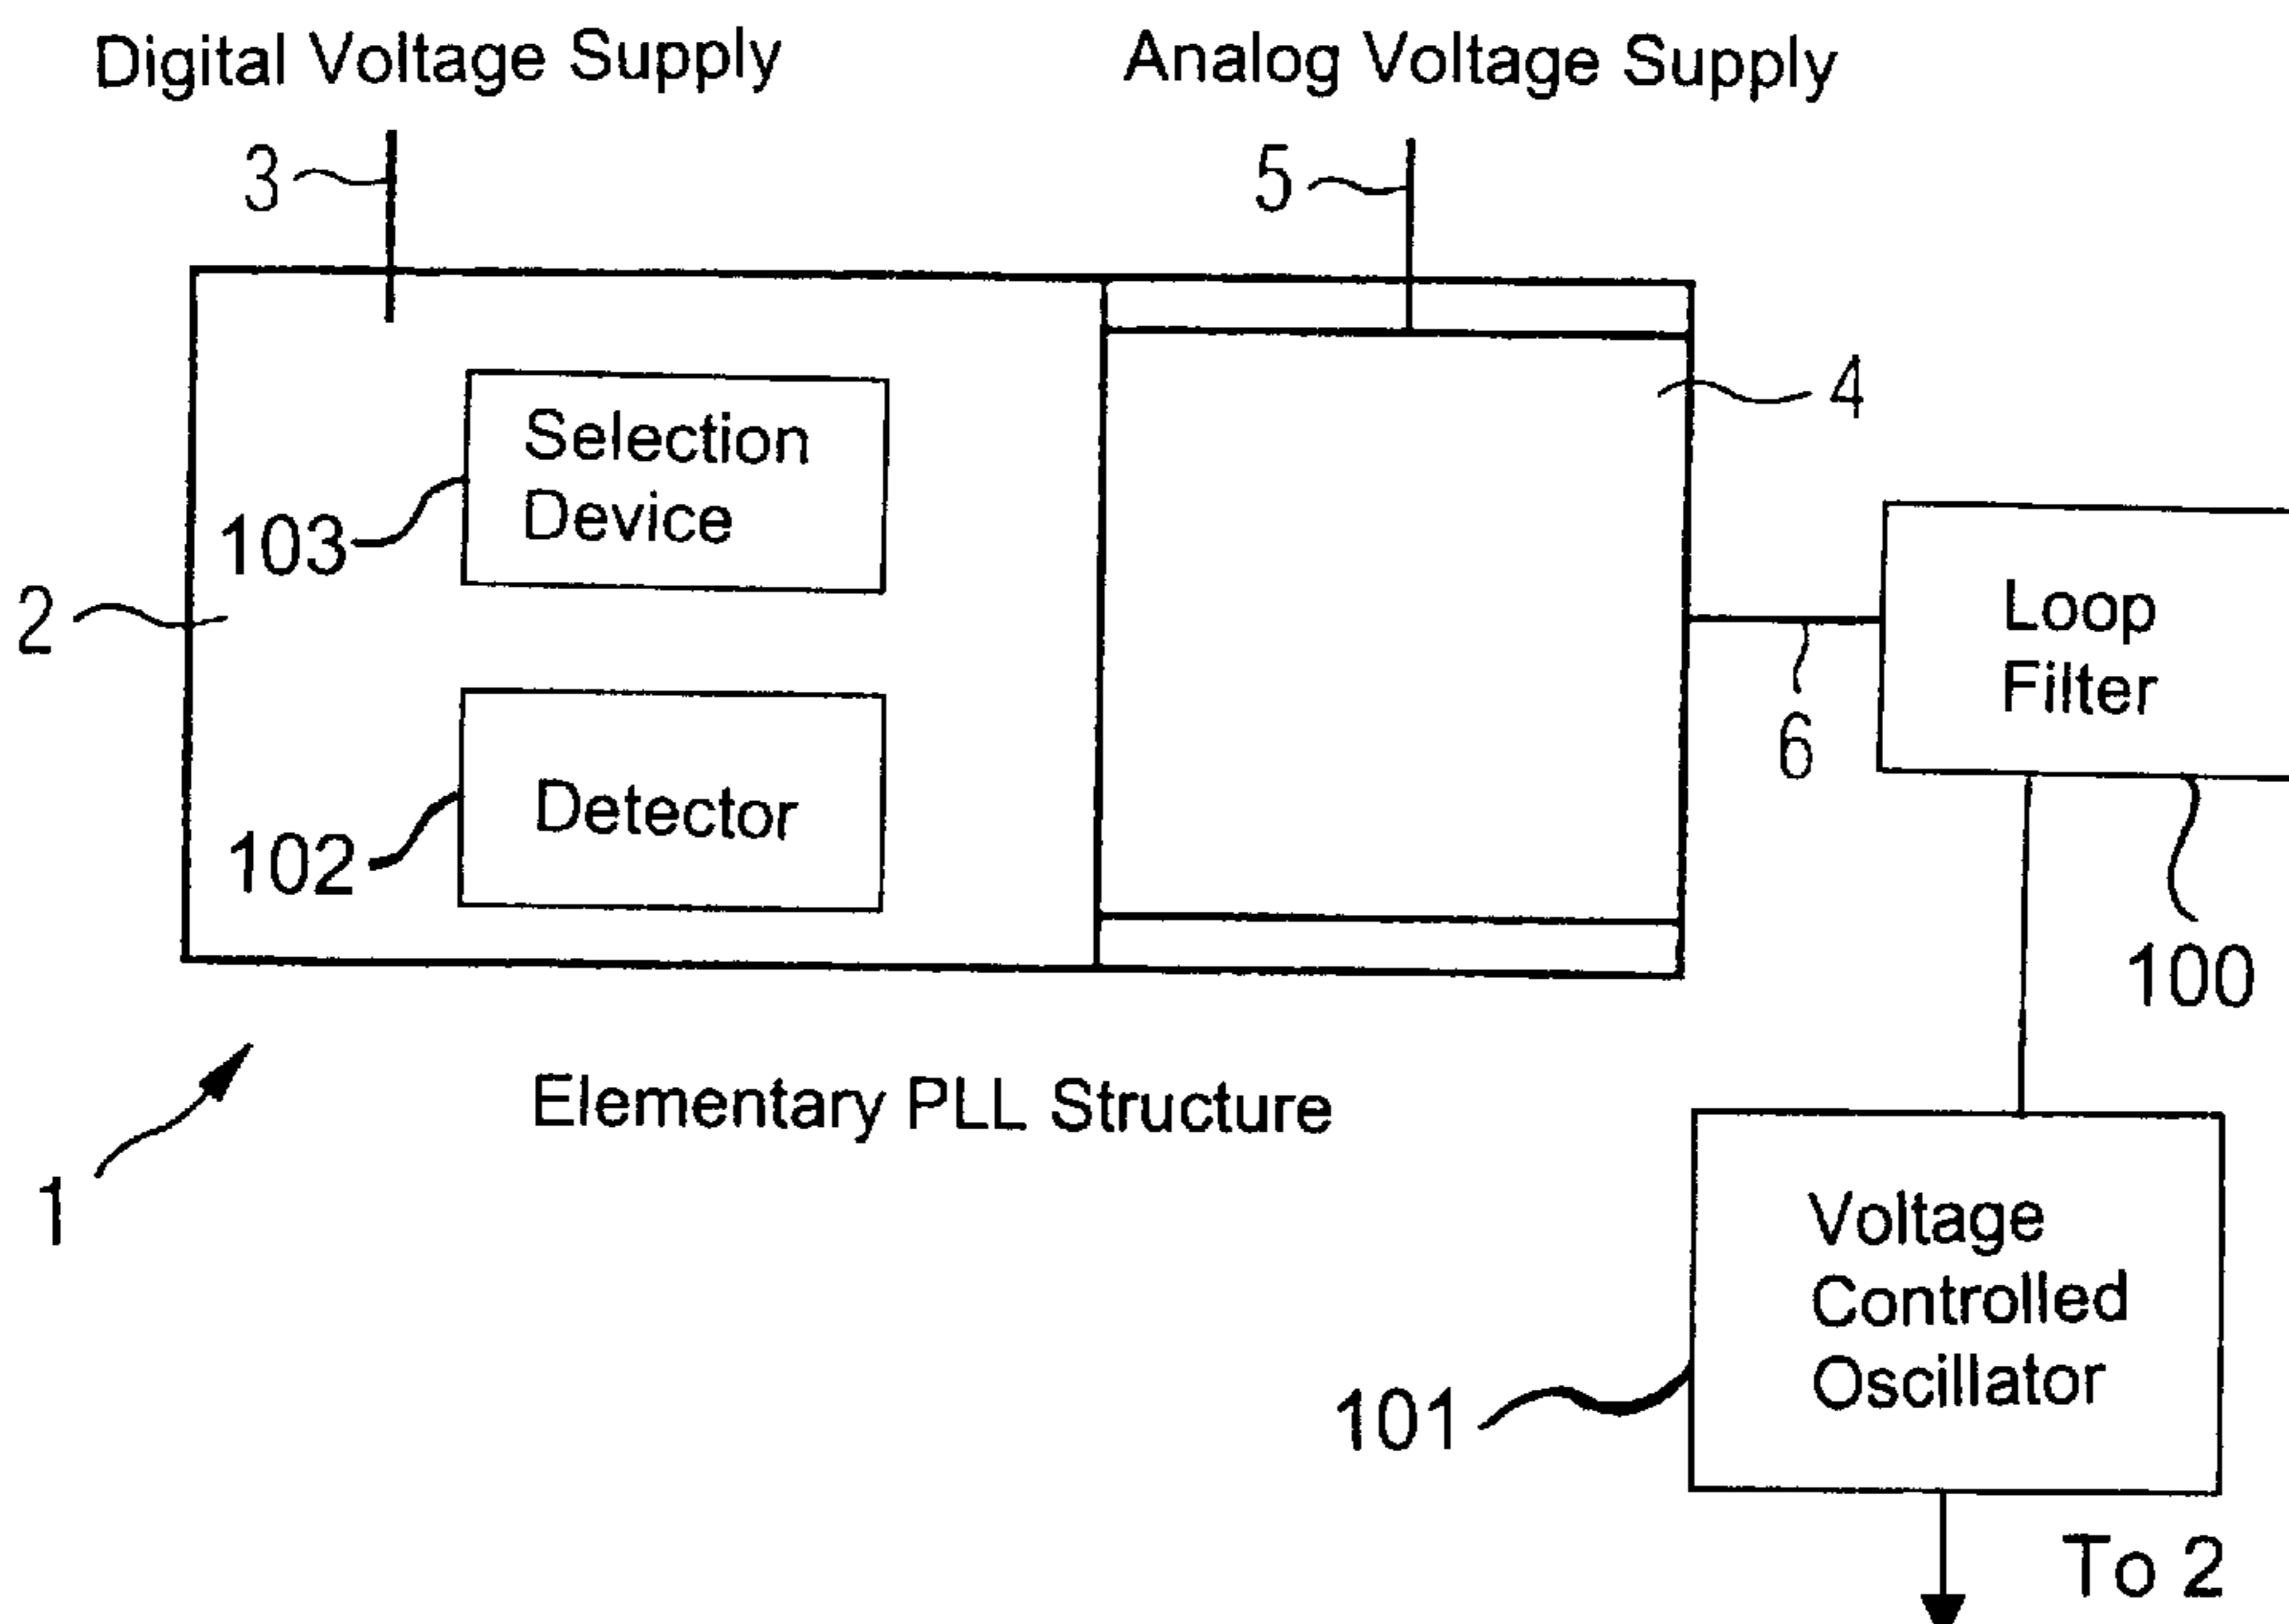 Digital Voltage Supply
Analog Voltage Supply
3
5
4
Selection
Device
103
2
Loop
Filter
6
Detector
102
100
Elementary PLL Structure
1
Voltage
Controlled
Oscillator
101
To 2